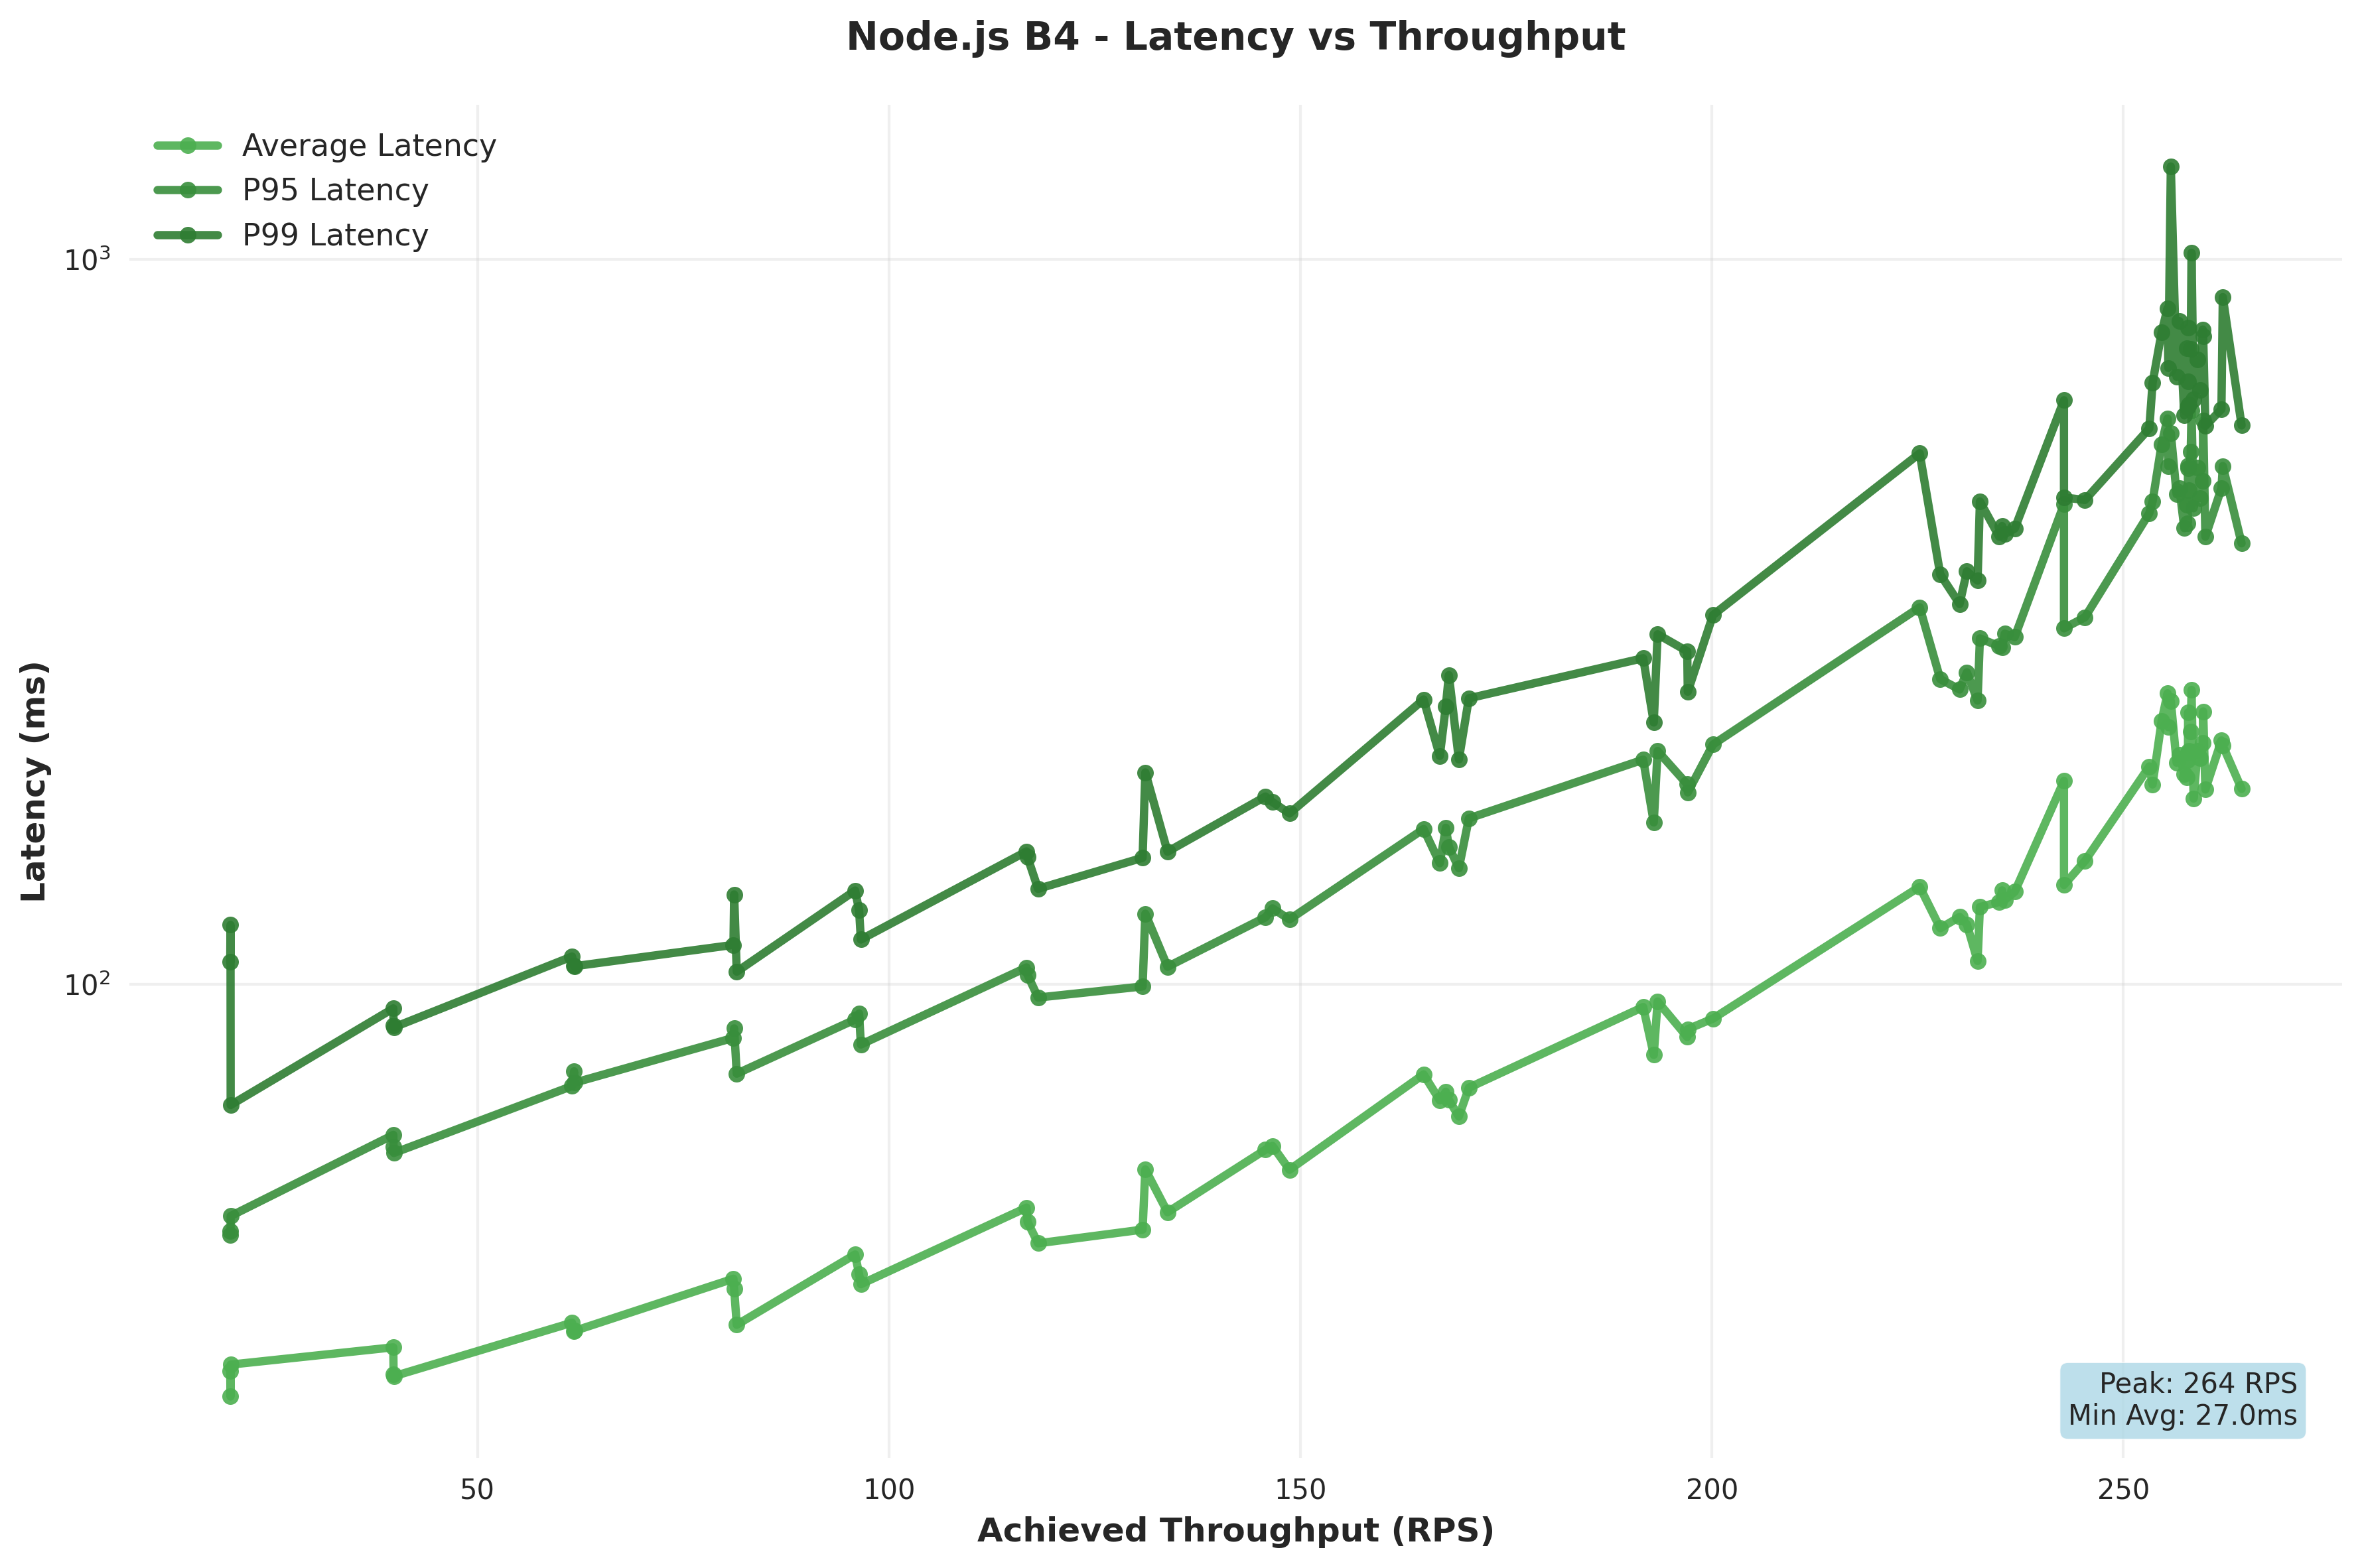 Node.js B4 - Latency vs Throughput
Average Latency
P95 Latency
P99 Latency
10³
10²
Latency (ms)
50
100
150
200
250
Achieved Throughput (RPS)
Peak: 264 RPS
Min Avg: 27.0ms